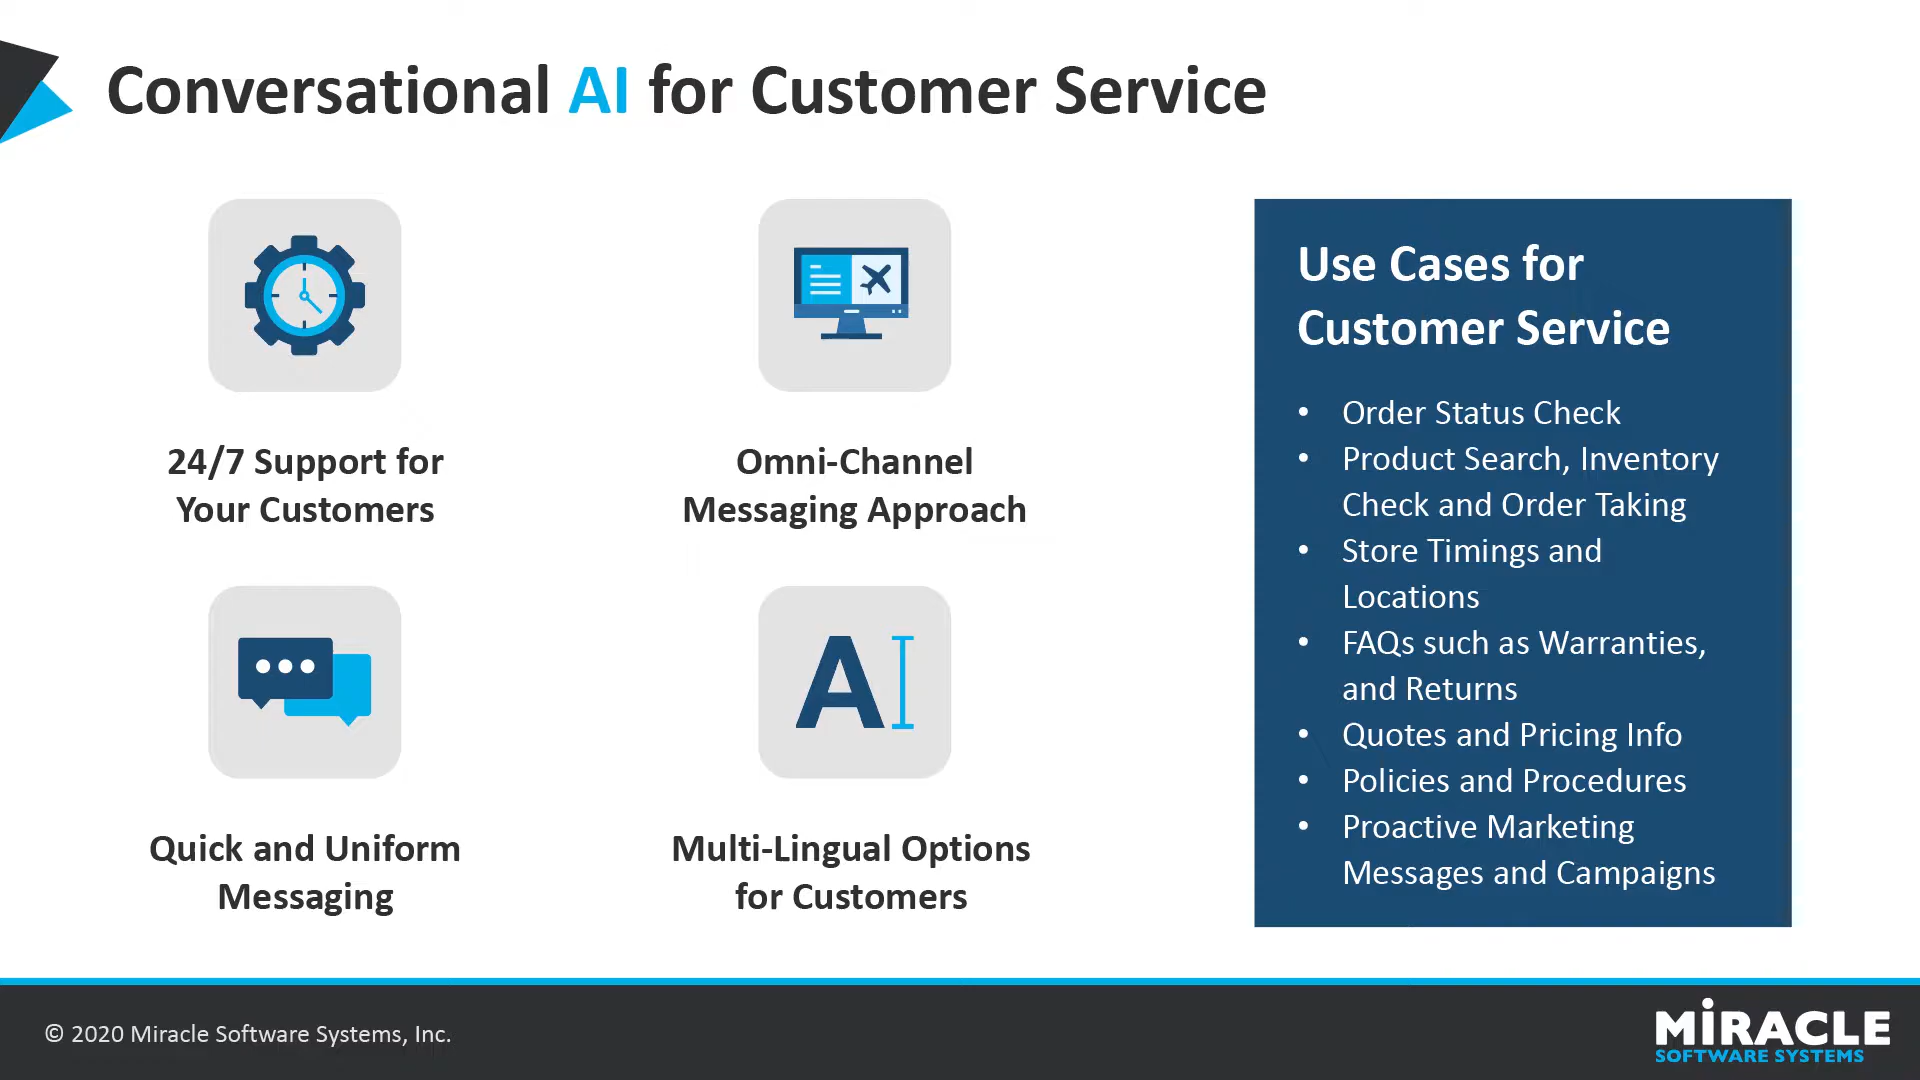 Conversational AI for Customer Service
24/7 Support for
Your Customers
Omni-Channel
Messaging Approach
Quick and Uniform
Messaging
A
Multi-Lingual Options
for Customers
Use Cases for
Customer Service
• Order Status Check
• Product Search, Inventory
Check and Order Taking
• Store Timings and
Locations
• FAQs such as Warranties,
and Returns
• Quotes and Pricing Info
• Policies and Procedures
• Proactive Marketing
Messages and Campaigns
© 2020 Miracle Software Systems, Inc.
MiRACLE
SOFTWARE SYSTEMS